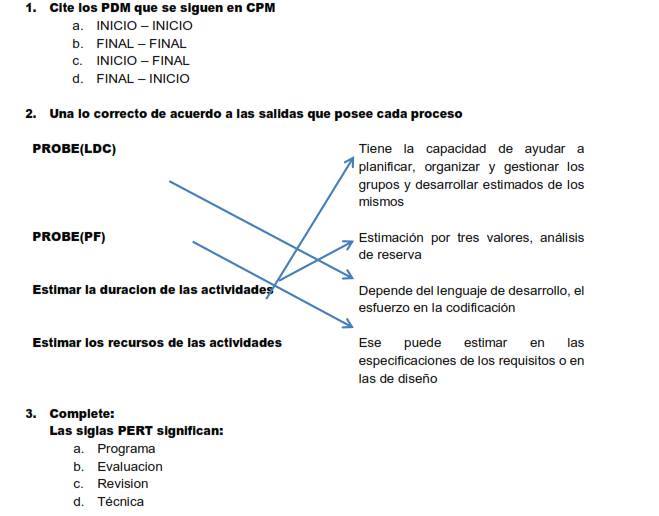 1. Cite los PDM que se siguen en CPM
a. INICIO – INICIO
b. FINAL – FINAL
c. INICIO – FINAL
d. FINAL – INICIO
2. Una lo correcto de acuerdo a las salidas que posee cada proceso
PROBE(LDC)
Tiene la capacidad de ayudar a
planificar, organizar y gestionar los
grupos y desarrollar estimados de los
mismos
PROBE(PF)
Estimación por tres valores, análisis
de reserva
Estimar la duracion de las actividades
Depende del lenguaje de desarrollo, el
esfuerzo en la codificación
Estimar los recursos de las actividades
Ese puede estimar en las
especificaciones de los requisitos o en
las de diseño
3. Complete:
Las siglas PERT significan:
a. Programa
b. Evaluacion
c. Revision
d. Técnica